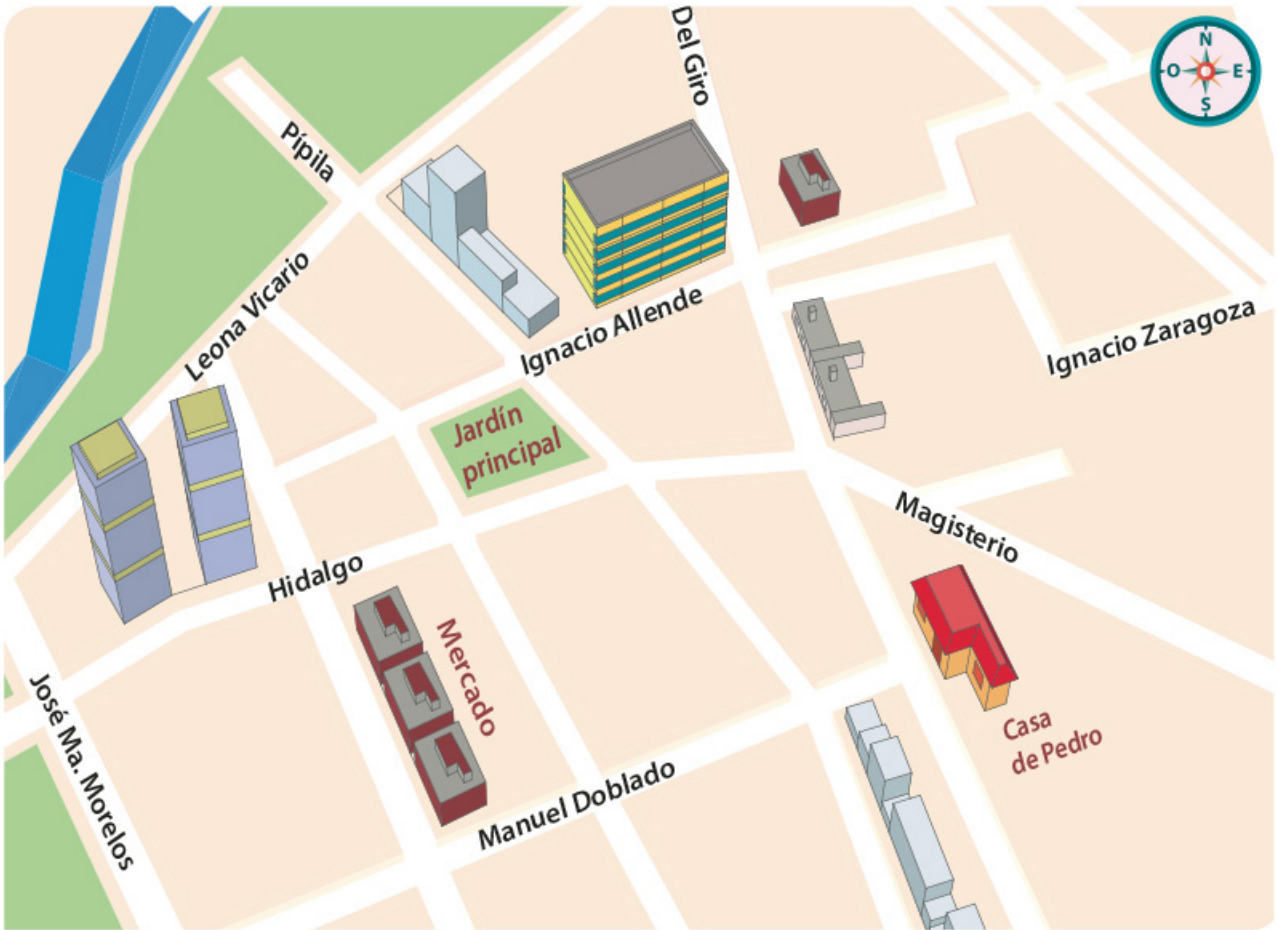 Del Giro
N
O
E
S
Pípila
Leona Vicario
Ignacio Allende
Ignacio Zaragoza
Jardín
principal
Magisterio
Hidalgo
Mercado
José Ma. Morelos
Casa
de Pedro
Manuel Doblado